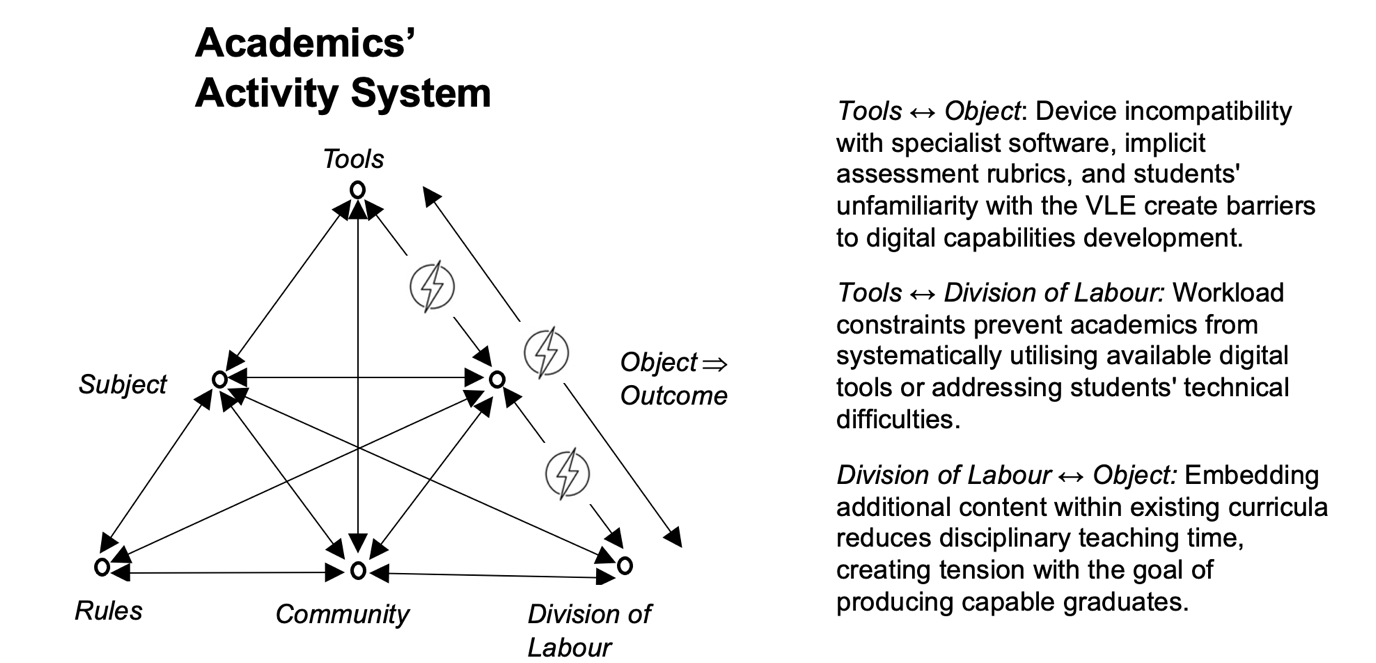 Academics’
Activity System
Tools
Subject
Object⇒
Outcome
Rules
Community
Division of
Labour
Tools ↔ Object: Device incompatibility
with specialist software, implicit
assessment rubrics, and students'
unfamiliarity with the VLE create barriers
to digital capabilities development.
Tools ↔ Division of Labour: Workload
constraints prevent academics from
systematically utilising available digital
tools or addressing students' technical
difficulties.
Division of Labour ↔ Object: Embedding
additional content within existing curricula
reduces disciplinary teaching time,
creating tension with the goal of
producing capable graduates.